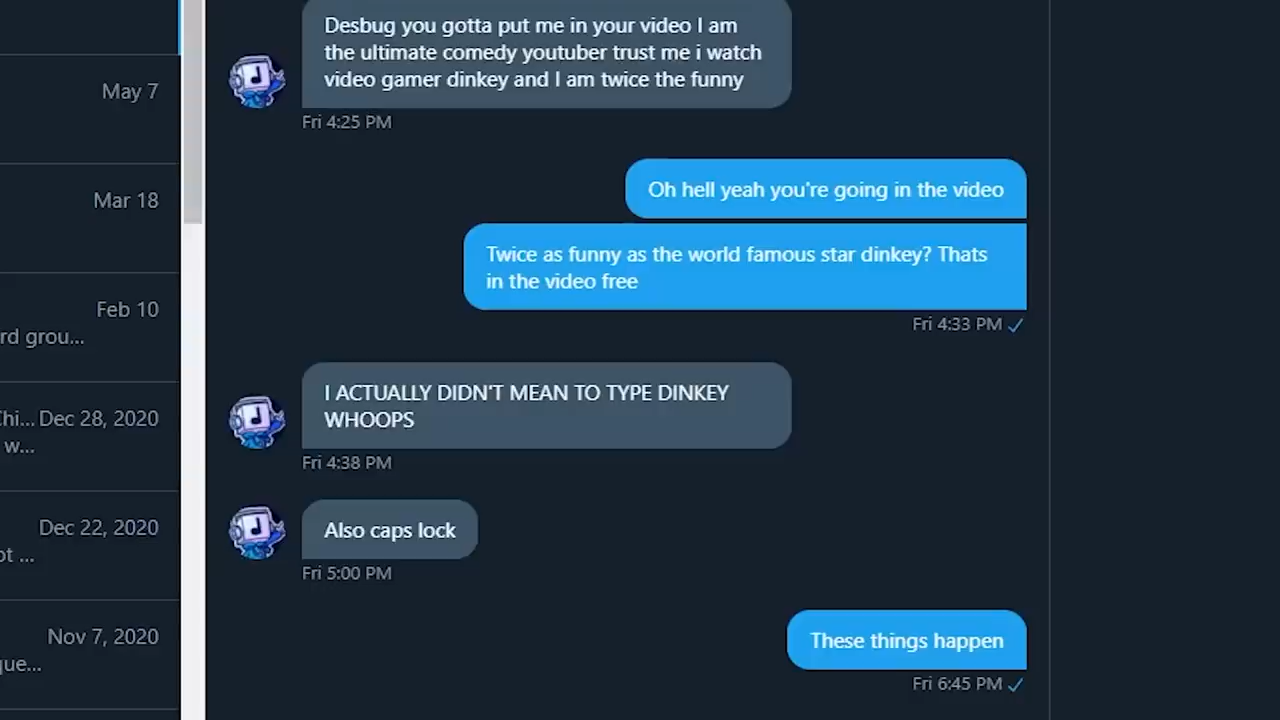 Desbug you gotta put me in your video I am
the ultimate comedy youtuber trust me i watch
video gamer dinkey and I am twice the funny
Fri 4:25 PM
Oh hell yeah you're going in the video
Twice as funny as the world famous star dinkey? Thats
in the video free
Fri 4:33 PM
I ACTUALLY DIDN'T MEAN TO TYPE DINKEY
WHOOPS
Fri 4:38 PM
Also caps lock
Fri 5:00 PM
These things happen
Fri 6:45 PM
May 7
Mar 18
Feb 10
rd grou...
Chi... Dec 28, 2020
w...
Dec 22, 2020
ot ...
Nov 7, 2020
que...